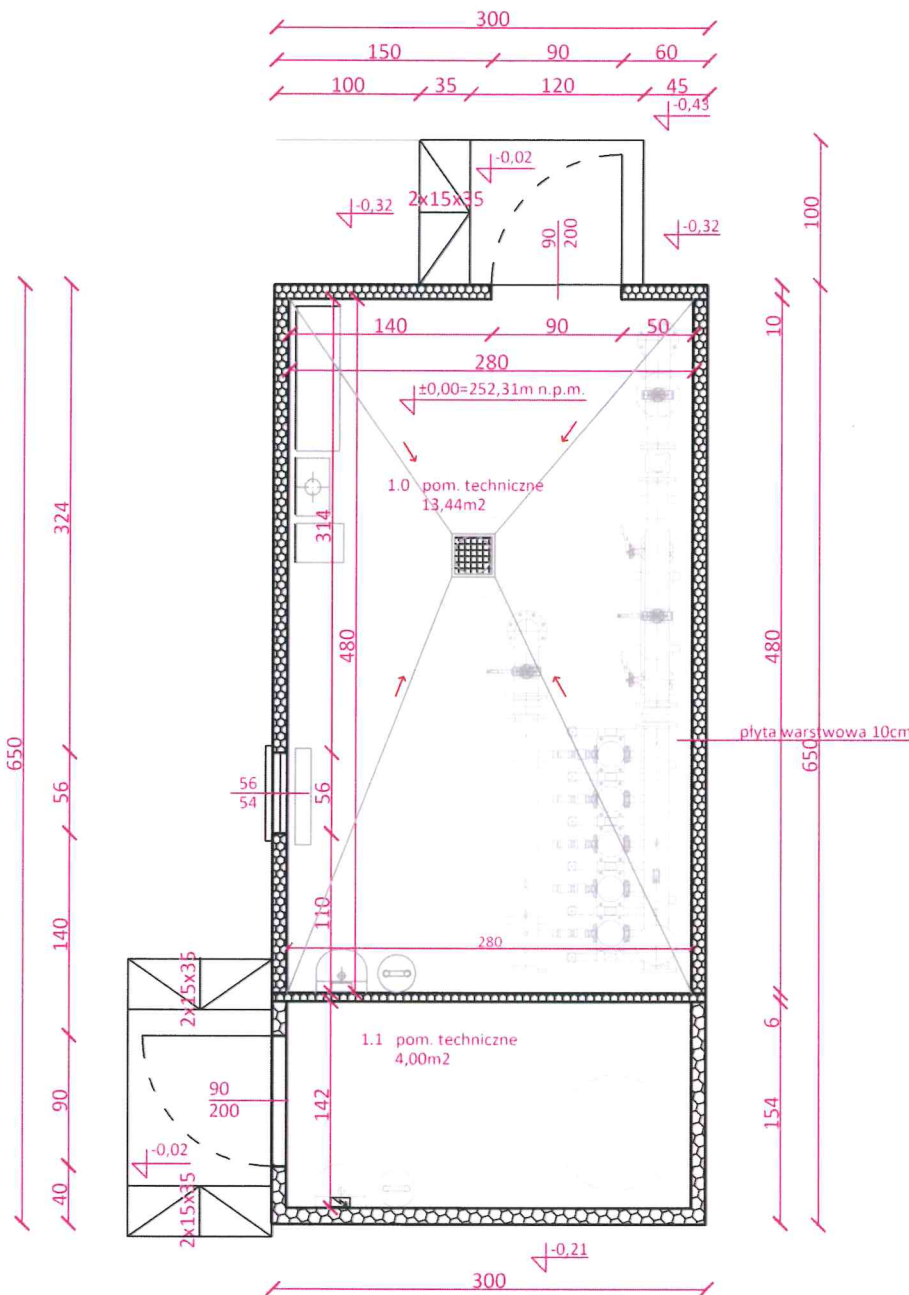 300
150 90 60
100 35 120 45
-0,43
-0,02
2x15x35
-0,32
-0,32
90
200
100
140 90 50
10
280
±0,00=252,31m n.p.m.
1.0 pom. techniczne
13,44m2
314
324
480
480
płyta warstwowa 10cm
650
650
56
54
56
56
110
140
280
2x15x35
1.1 pom. techniczne
4,00m2
6
90
200
142
90
154
-0,02
40
2x15x35
-0,21
300